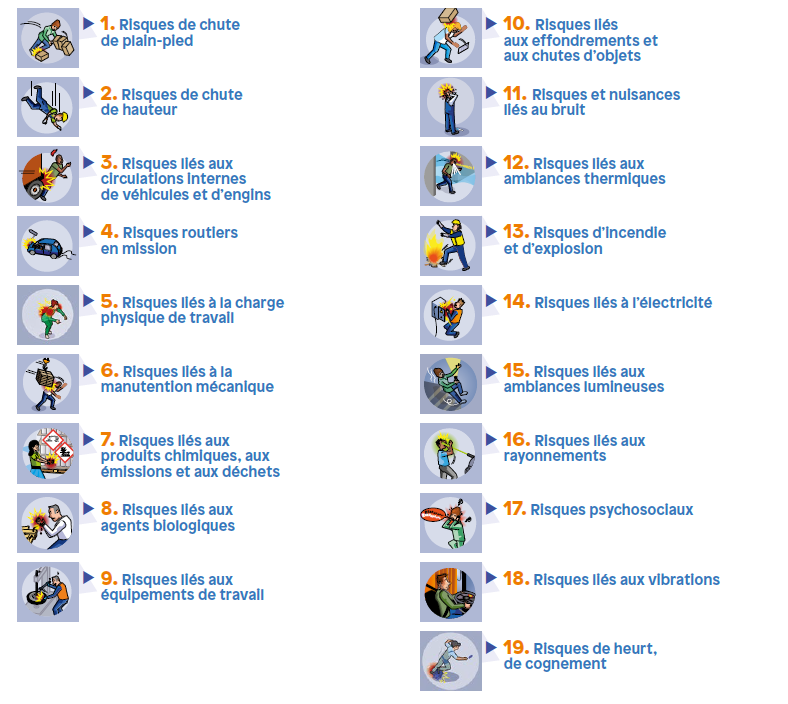 1. Risques de chute
de plain-pied
2. Risques de chute
de hauteur
3. Risques liés aux
circulations internes
de véhicules et d'engins
4. Risques routiers
en mission
5. Risques liés à la charge
physique de travail
6. Risques liés à la
manutention mécanique
7. Risques liés aux
produits chimiques, aux
émissions et aux déchets
8. Risques liés aux
agents biologiques
9. Risques liés aux
équipements de travail
10. Risques liés
aux effondrements et
aux chutes d'objets
11. Risques et nuisances
liés au bruit
12. Risques liés aux
ambiances thermiques
13. Risques d'incendie
et d'explosion
14. Risques liés à l'électricité
15. Risques liés aux
ambiances lumineuses
16. Risques liés aux
rayonnements
17. Risques psychosociaux
18. Risques liés aux vibrations
19. Risques de heurt,
de cognement